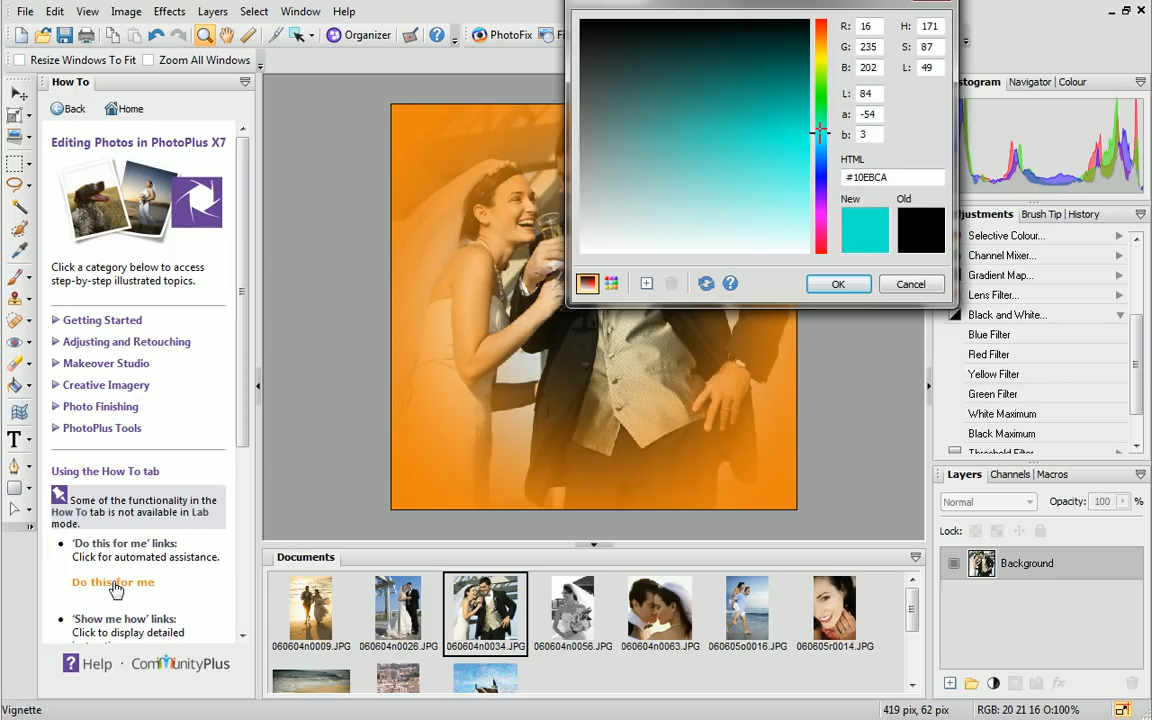 File Edit View Image Effects Layers Select Window Help
Organizer
PhotoFix
Resize Windows To Fit Zoom All Windows
How To
Back Home
Editing Photos in PhotoPlus X7
Click a category below to access
step-by-step illustrated topics.
Getting Started
Adjusting and Retouching
Makeover Studio
Creative Imagery
Photo Finishing
PhotoPlus Tools
Using the How To tab
Some of the functionality in the
How To tab is not available in Lab
mode.
'Do this for me' links:
Click for automated assistance.
Do this for me
'Show me how' links:
Click to display detailed
Help · CommunityPlus
R: 16 H: 171
G: 235 S: 87
B: 202 L: 49
L: 84
a: -54
b: 3
HTML
#10EBCA
New Old
OK Cancel
Documents
060604n0009.JPG 060604n0026.JPG 060604n0034.JPG 060604n0056.JPG 060604n0063.JPG 060605o0016.JPG 060605r0014.JPG
stogram Navigator | Colour
djustments Brush Tip | History
Selective Colour...
Channel Mixer...
Gradient Map...
Lens Filter...
Black and White...
Blue Filter
Red Filter
Yellow Filter
Green Filter
White Maximum
Black Maximum
Threshold Filter
Layers Channels | Macros
Normal Opacity: 100 %
Lock:
Background
Vignette 419 pix, 62 pix RGB: 20 21 16 O:100%